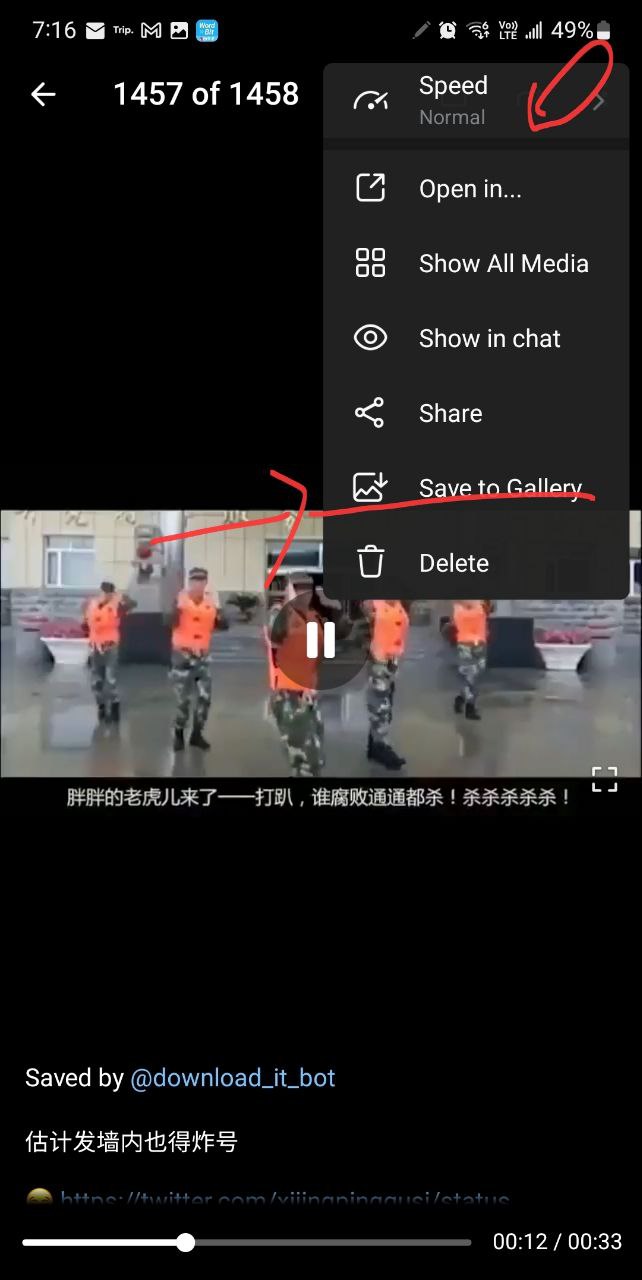 7:16 Trip. Word Bit Vo) LTE 49%
1457 of 1458
Speed
Normal
Open in...
Show All Media
Show in chat
Share
Save to Gallery
Delete
胖胖的老虎儿来了——打趴，谁腐败通通都杀！杀杀杀杀杀！
Saved by @download_it_bot
估计发墙内也得炸号
😂 https://twitter.com/xijingpinggusi/status
00:12 / 00:33